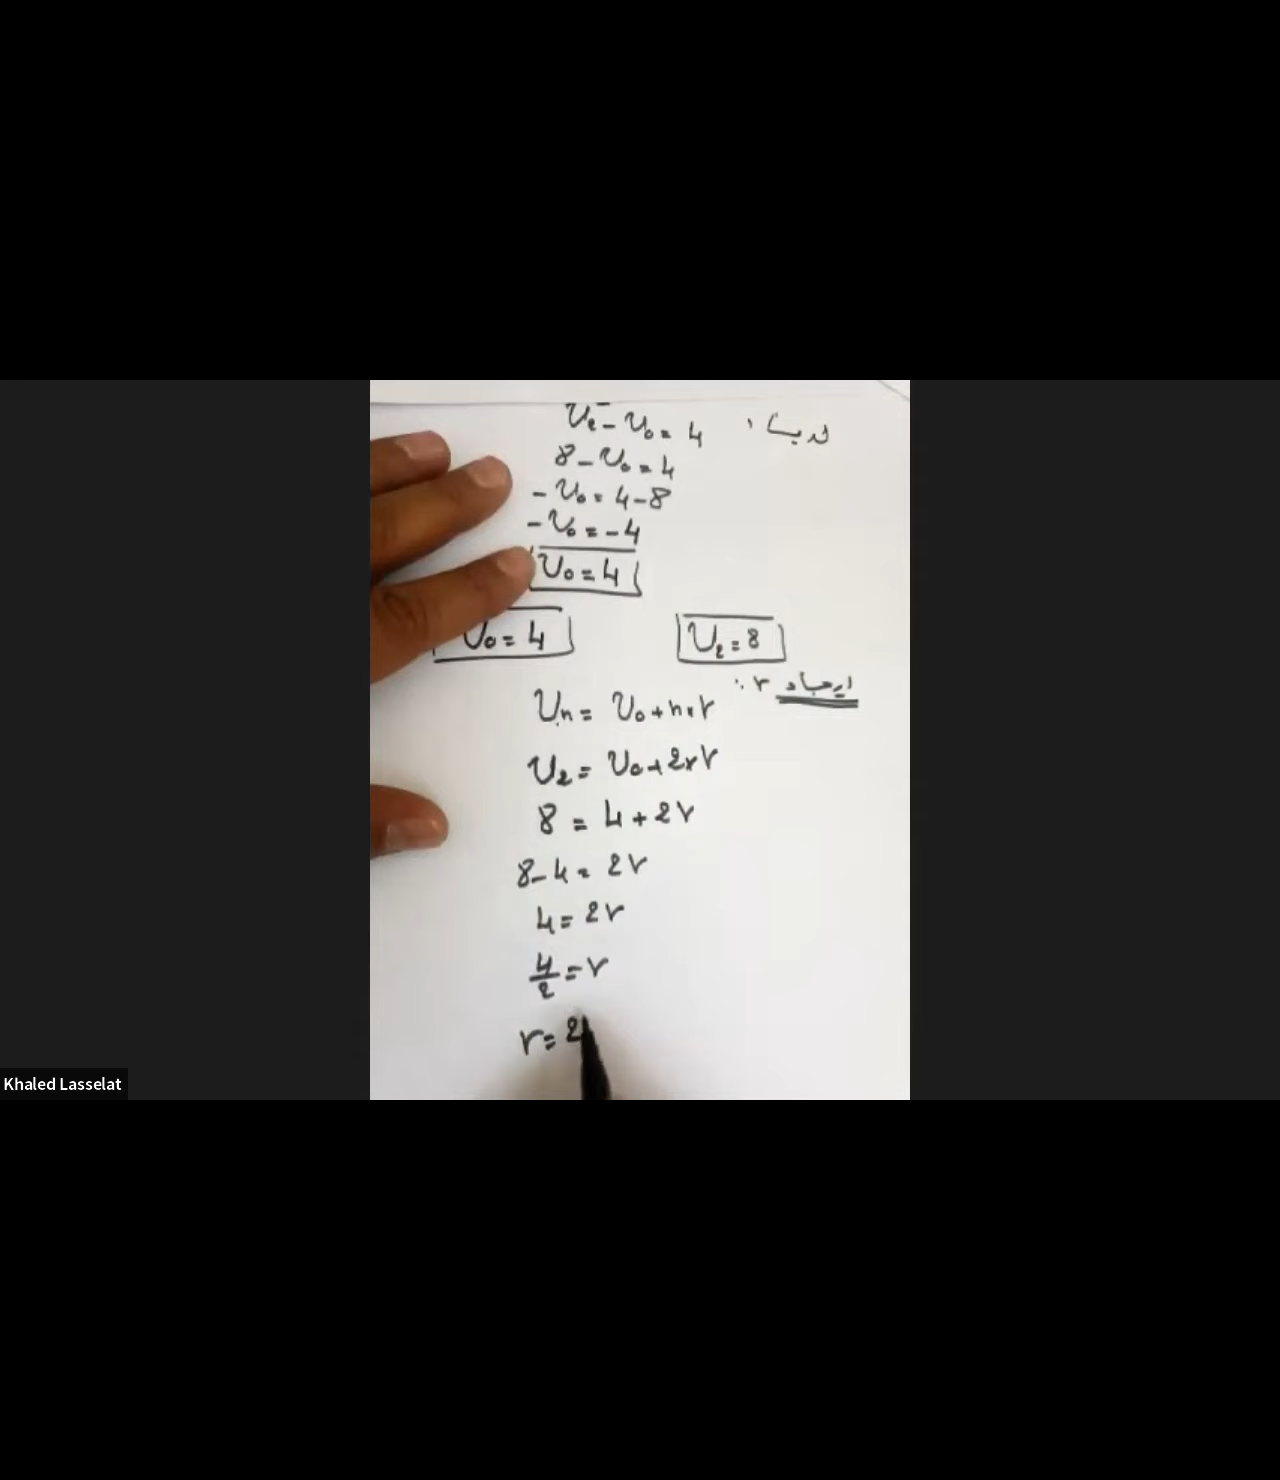 لدينا : U₂ - U₀ = 4
8 - U₀ = 4
- U₀ = 4 - 8
- U₀ = - 4
U₀ = 4
U₀ = 4 U₂ = 8
إيجاد r :
Uₙ = U₀ + n × r
U₂ = U₀ + 2 × r
8 = 4 + 2r
8 - 4 = 2r
4 = 2r
4/2 = r
r = 2
Khaled Lasselat